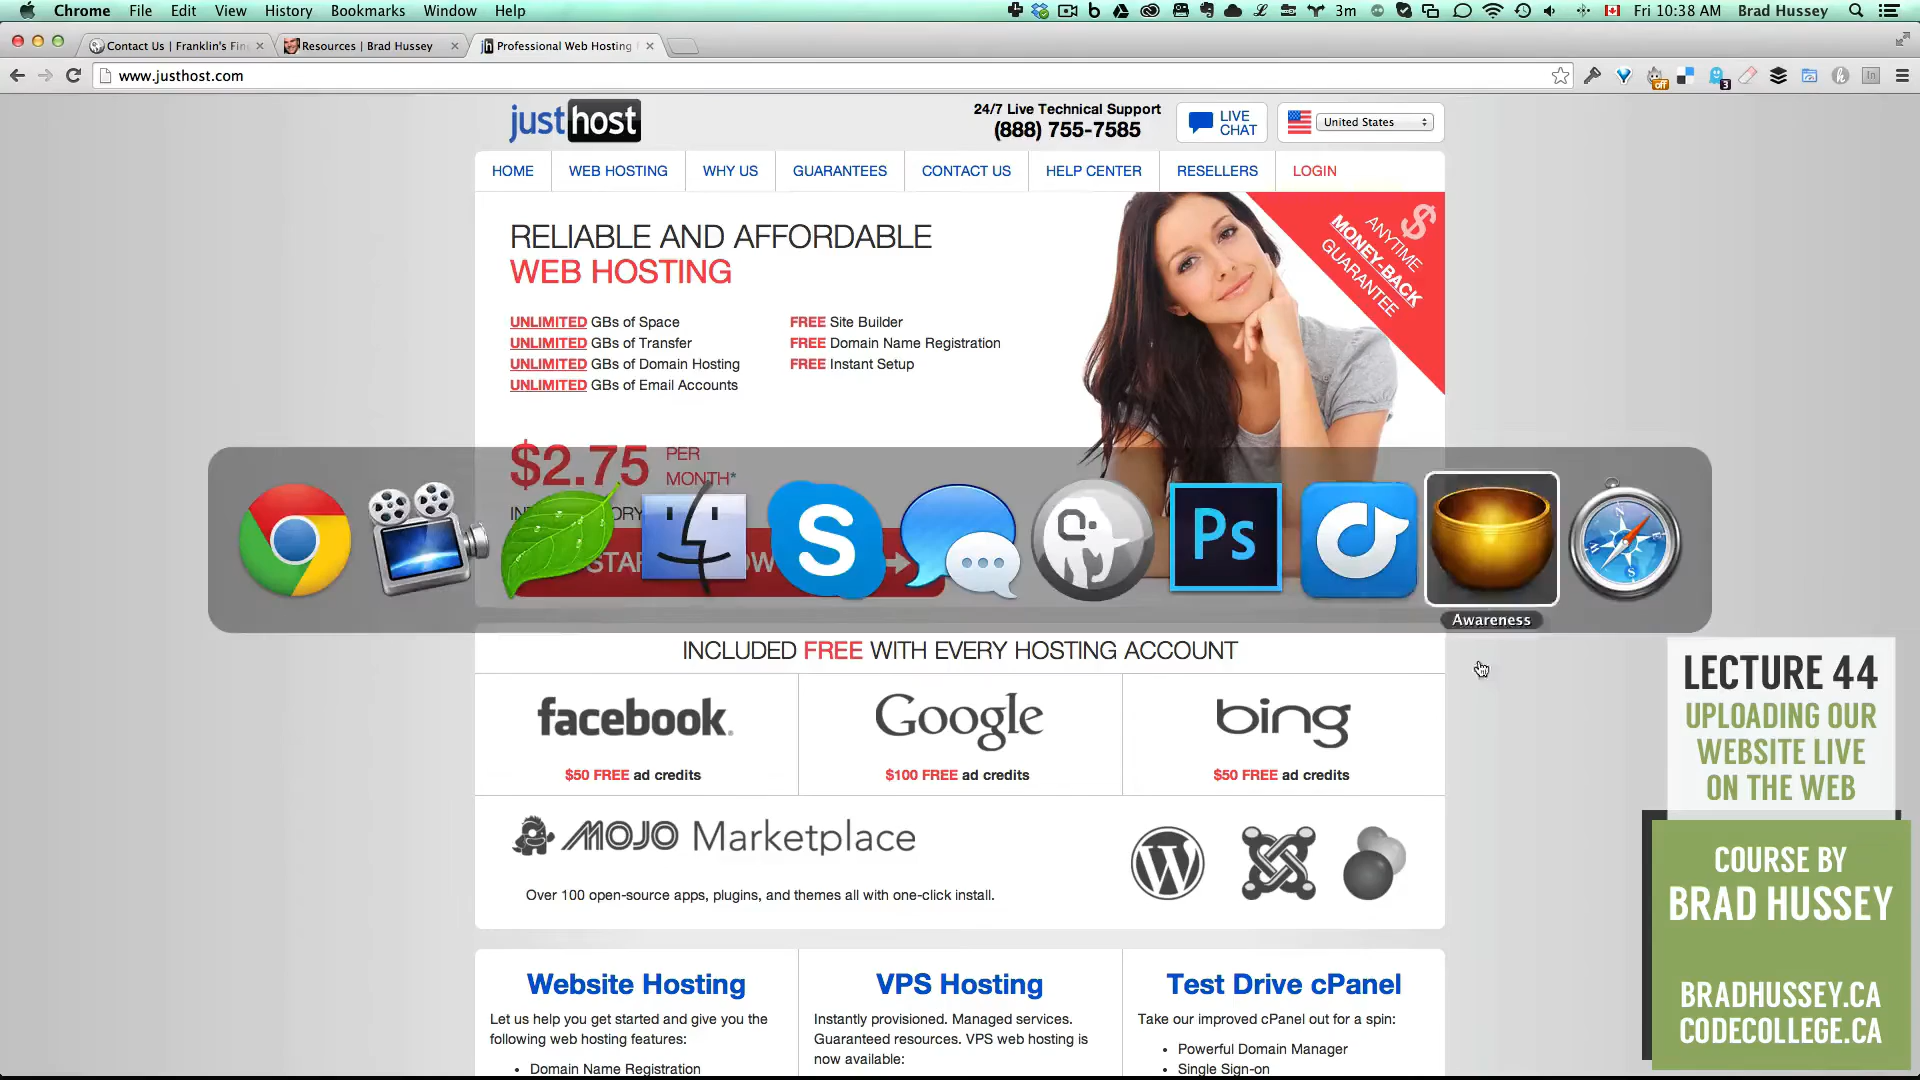 Chrome File Edit View History Bookmarks Window Help 3m Fri 10:38 AM Brad Hussey
Contact Us | Franklin's Fin Resources | Brad Hussey Professional Web Hosting
www.justhost.com
justhost
24/7 Live Technical Support
(888) 755-7585
LIVE
CHAT
United States
HOME WEB HOSTING WHY US GUARANTEES CONTACT US HELP CENTER RESELLERS LOGIN
RELIABLE AND AFFORDABLE
WEB HOSTING
$
ANYTIME
MONEY-BACK
GUARANTEE
UNLIMITED GBs of Space
UNLIMITED GBs of Transfer
UNLIMITED GBs of Domain Hosting
UNLIMITED GBs of Email Accounts
FREE Site Builder
FREE Domain Name Registration
FREE Instant Setup
$2.75 PER
MONTH*
Ps
Awareness
INCLUDED FREE WITH EVERY HOSTING ACCOUNT
facebook.
$50 FREE ad credits
Google
$100 FREE ad credits
bing
$50 FREE ad credits
MOJO Marketplace
Over 100 open-source apps, plugins, and themes all with one-click install.
Website Hosting
Let us help you get started and give you the
following web hosting features:
• Domain Name Registration
VPS Hosting
Instantly provisioned. Managed services.
Guaranteed resources. VPS web hosting is
now available:
Test Drive cPanel
Take our improved cPanel out for a spin:
• Powerful Domain Manager
• Single Sign-on
LECTURE 44
UPLOADING OUR
WEBSITE LIVE
ON THE WEB
COURSE BY
BRAD HUSSEY
BRADHUSSEY.CA
CODECOLLEGE.CA